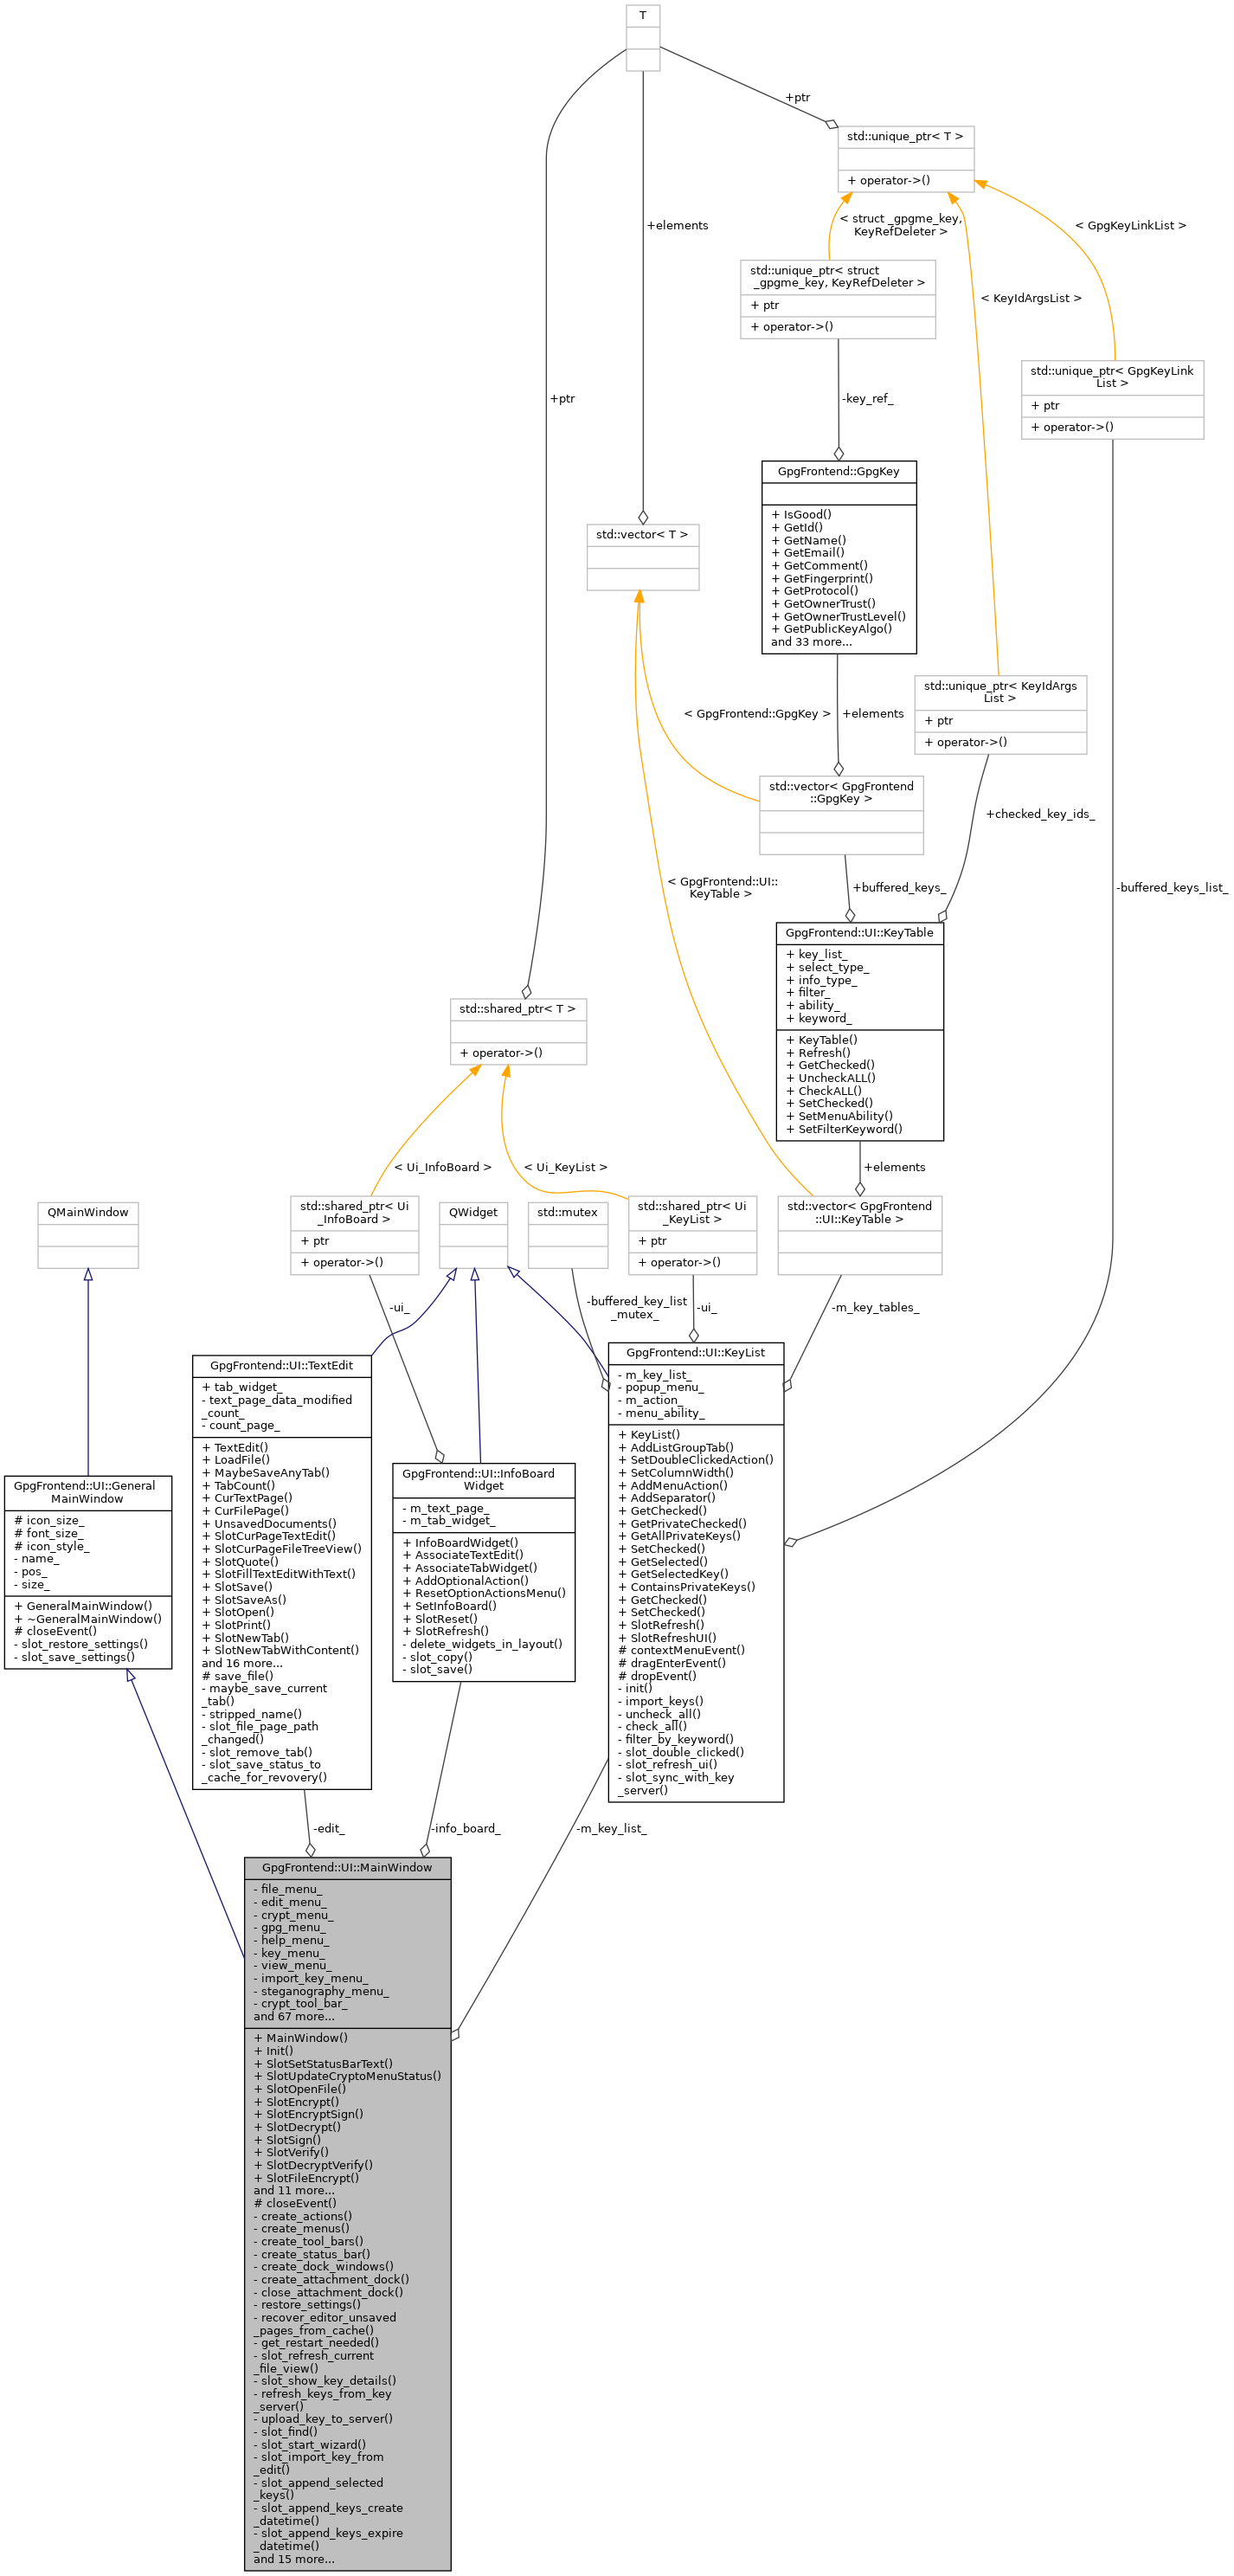 T
+ptr
std::unique_ptr< T >
+ operator->()
+elements
< struct _gpgme_key,
KeyRefDeleter >
< GpgKeyLinkList >
std::unique_ptr< struct
_gpgme_key, KeyRefDeleter >
+ ptr
+ operator->()
< KeyIdArgsList >
std::unique_ptr< GpgKeyLink
List >
+ ptr
+ operator->()
+ptr
-key_ref_
GpgFrontend::GpgKey
+ IsGood()
+ GetId()
+ GetName()
+ GetEmail()
+ GetComment()
+ GetFingerprint()
+ GetProtocol()
+ GetOwnerTrust()
+ GetOwnerTrustLevel()
+ GetPublicKeyAlgo()
and 33 more...
std::vector< T >
std::unique_ptr< KeyIdArgs
List >
+ ptr
+ operator->()
< GpgFrontend::GpgKey >
+elements
std::vector< GpgFrontend
::GpgKey >
+checked_key_ids_
< GpgFrontend::UI::
KeyTable >
+buffered_keys_
-buffered_keys_list_
GpgFrontend::UI::KeyTable
+ key_list_
+ select_type_
+ info_type_
+ filter_
+ ability_
+ keyword_
+ KeyTable()
+ Refresh()
+ GetChecked()
+ UncheckALL()
+ CheckALL()
+ SetChecked()
+ SetMenuAbility()
+ SetFilterKeyword()
std::shared_ptr< T >
+ operator->()
< Ui_InfoBoard >
< Ui_KeyList >
+elements
QMainWindow
std::shared_ptr< Ui
_InfoBoard >
+ ptr
+ operator->()
QWidget
std::mutex
std::shared_ptr< Ui
_KeyList >
+ ptr
+ operator->()
std::vector< GpgFrontend
::UI::KeyTable >
-ui_
-buffered_key_list
_mutex_
-ui_
-m_key_tables_
GpgFrontend::UI::TextEdit
+ tab_widget_
- text_page_data_modified
_count_
- count_page_
+ TextEdit()
+ LoadFile()
+ MaybeSaveAnyTab()
+ TabCount()
+ CurTextPage()
+ CurFilePage()
+ UnsavedDocuments()
+ SlotCurPageTextEdit()
+ SlotCurPageFileTreeView()
+ SlotQuote()
+ SlotFillTextEditWithText()
+ SlotSave()
+ SlotSaveAs()
+ SlotOpen()
+ SlotPrint()
+ SlotNewTab()
+ SlotNewTabWithContent()
and 16 more...
# save_file()
- maybe_save_current
_tab()
- stripped_name()
- slot_file_page_path
_changed()
- slot_remove_tab()
- slot_save_status_to
_cache_for_revovery()
GpgFrontend::UI::KeyList
- m_key_list_
- popup_menu_
- m_action_
- menu_ability_
+ KeyList()
+ AddListGroupTab()
+ SetDoubleClickedAction()
+ SetColumnWidth()
+ AddMenuAction()
+ AddSeparator()
+ GetChecked()
+ GetPrivateChecked()
+ GetAllPrivateKeys()
+ SetChecked()
+ GetSelected()
+ GetSelectedKey()
+ ContainsPrivateKeys()
+ GetChecked()
+ SetChecked()
+ SlotRefresh()
+ SlotRefreshUI()
# contextMenuEvent()
# dragEnterEvent()
# dropEvent()
- init()
- import_keys()
- uncheck_all()
- check_all()
- filter_by_keyword()
- slot_double_clicked()
- slot_refresh_ui()
- slot_sync_with_key
_server()
GpgFrontend::UI::InfoBoard
Widget
- m_text_page_
- m_tab_widget_
+ InfoBoardWidget()
+ AssociateTextEdit()
+ AssociateTabWidget()
+ AddOptionalAction()
+ ResetOptionActionsMenu()
+ SetInfoBoard()
+ SlotReset()
+ SlotRefresh()
- delete_widgets_in_layout()
- slot_copy()
- slot_save()
GpgFrontend::UI::General
MainWindow
# icon_size_
# font_size_
# icon_style_
- name_
- pos_
- size_
+ GeneralMainWindow()
+ ~GeneralMainWindow()
# closeEvent()
- slot_restore_settings()
- slot_save_settings()
-edit_
-info_board_
-m_key_list_
GpgFrontend::UI::MainWindow
- file_menu_
- edit_menu_
- crypt_menu_
- gpg_menu_
- help_menu_
- key_menu_
- view_menu_
- import_key_menu_
- steganography_menu_
- crypt_tool_bar_
and 67 more...
+ MainWindow()
+ Init()
+ SlotSetStatusBarText()
+ SlotUpdateCryptoMenuStatus()
+ SlotOpenFile()
+ SlotEncrypt()
+ SlotEncryptSign()
+ SlotDecrypt()
+ SlotSign()
+ SlotVerify()
+ SlotDecryptVerify()
+ SlotFileEncrypt()
and 11 more...
# closeEvent()
- create_actions()
- create_menus()
- create_tool_bars()
- create_status_bar()
- create_dock_windows()
- create_attachment_dock()
- close_attachment_dock()
- restore_settings()
- recover_editor_unsaved
_pages_from_cache()
- get_restart_needed()
- slot_refresh_current
_file_view()
- slot_show_key_details()
- refresh_keys_from_key
_server()
- upload_key_to_server()
- slot_find()
- slot_start_wizard()
- slot_import_key_from
_edit()
- slot_append_selected
_keys()
- slot_append_keys_create
_datetime()
- slot_append_keys_expire
_datetime()
and 15 more...